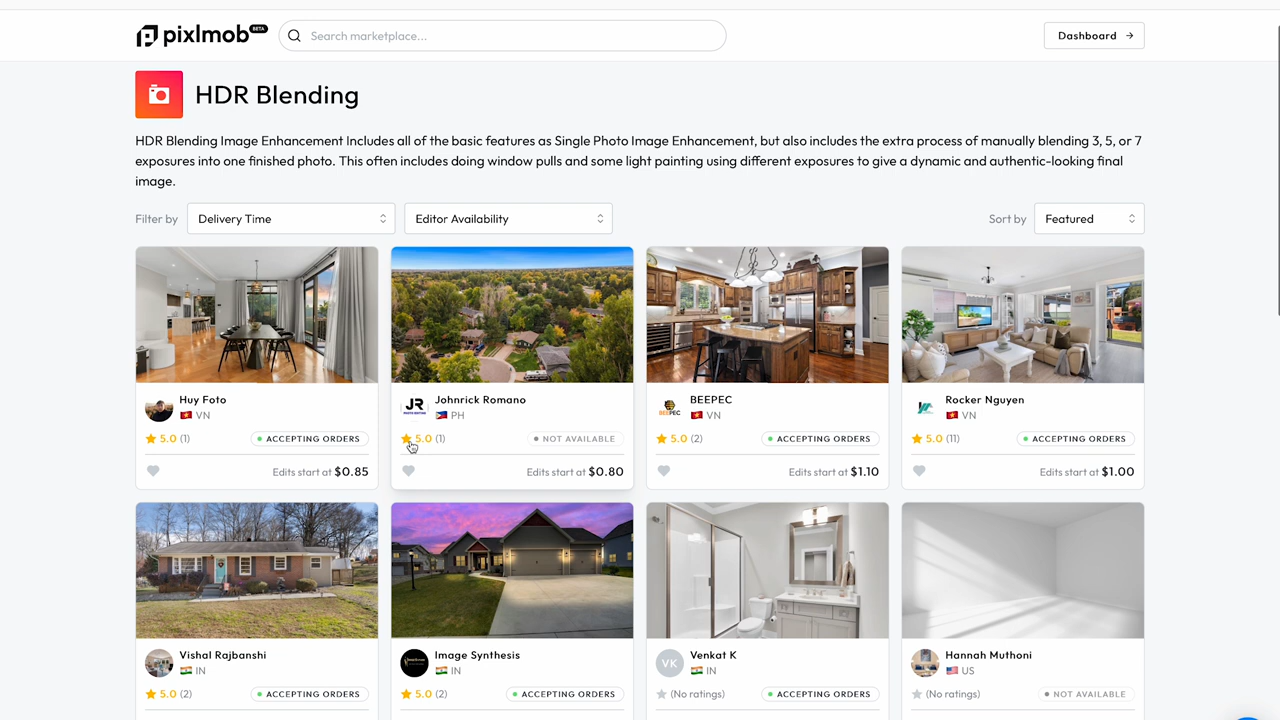 pixlmob BETA
Search marketplace...
Dashboard →
HDR Blending
HDR Blending Image Enhancement Includes all of the basic features as Single Photo Image Enhancement, but also includes the extra process of manually blending 3, 5, or 7
exposures into one finished photo. This often includes doing window pulls and some light painting using different exposures to give a dynamic and authentic-looking final
image.
Filter by Delivery Time Editor Availability Sort by Featured
Huy Foto
VN
5.0 (1) ACCEPTING ORDERS
Edits start at $0.85
JR
Johnrick Romano
PH
5.0 (1) NOT AVAILABLE
Edits start at $0.80
BEEPEC
BEEPEC
VN
5.0 (2) ACCEPTING ORDERS
Edits start at $1.10
Rocker Nguyen
VN
5.0 (11) ACCEPTING ORDERS
Edits start at $1.00
Vishal Rajbanshi
IN
5.0 (2) ACCEPTING ORDERS
Image Synthesis
IN
5.0 (2) ACCEPTING ORDERS
VK
Venkat K
IN
(No ratings) ACCEPTING ORDERS
Hannah Muthoni
US
(No ratings) NOT AVAILABLE